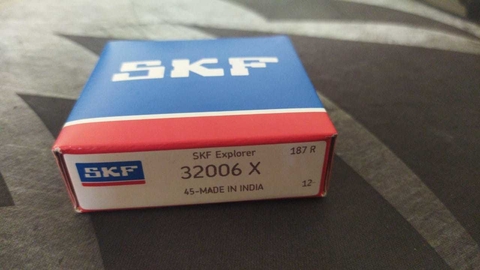 SKF
SKF Explorer
187 R
SKF
32006 X
45-MADE IN INDIA
12